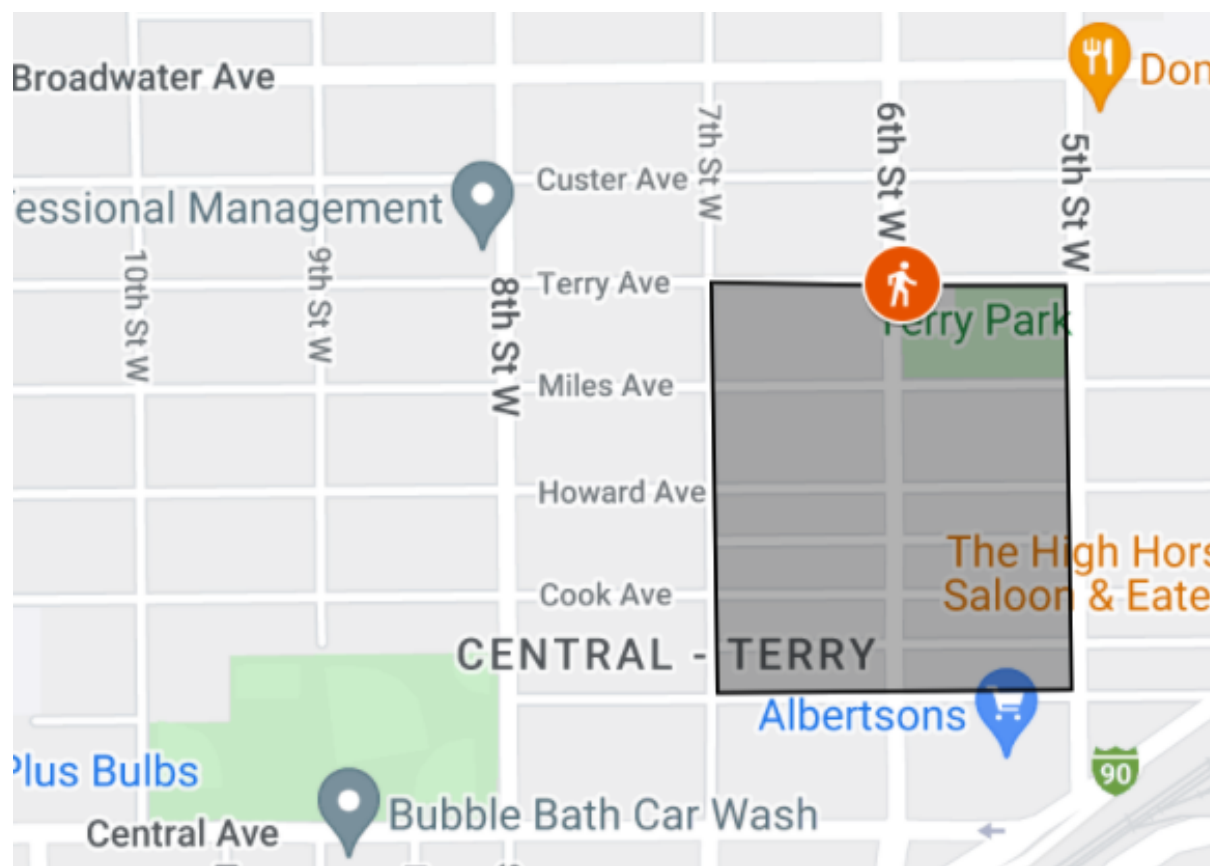 Broadwater Ave
Don
7th St W
6th St W
5th St W
Custer Ave
essional Management
10th St W
9th St W
8th St W
Terry Ave
Terry Park
Miles Ave
Howard Ave
The High Hors
Saloon & Eate
Cook Ave
CENTRAL - TERRY
Albertsons
Plus Bulbs
90
Bubble Bath Car Wash
Central Ave